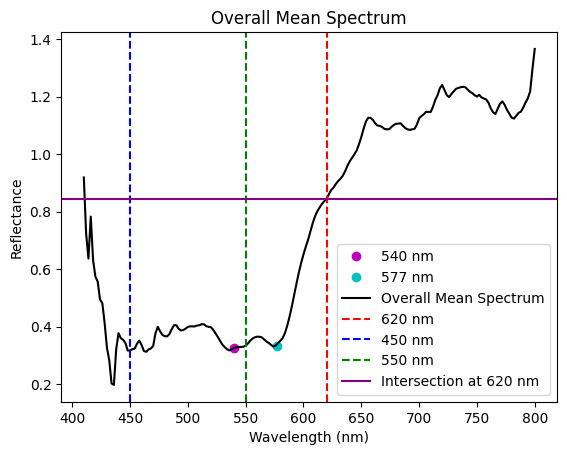 Overall Mean Spectrum
1.4
1.2
1.0
0.8
0.6
0.4
0.2
Reflectance
540 nm
577 nm
Overall Mean Spectrum
620 nm
450 nm
550 nm
Intersection at 620 nm
400 450 500 550 600 650 700 750 800
Wavelength (nm)